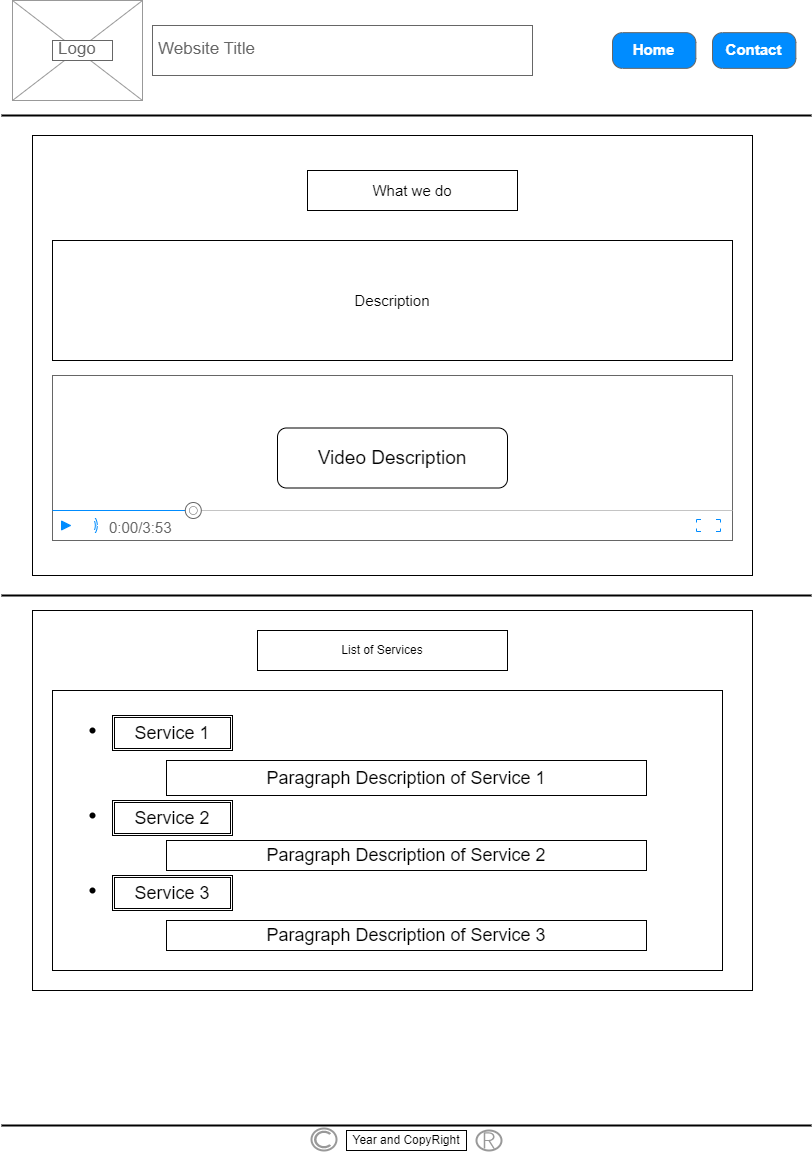 Logo
Website Title
Home
Contact
What we do
Description
Video Description
0:00/3:53
List of Services
• Service 1
Paragraph Description of Service 1
• Service 2
Paragraph Description of Service 2
• Service 3
Paragraph Description of Service 3
© Year and CopyRight ®